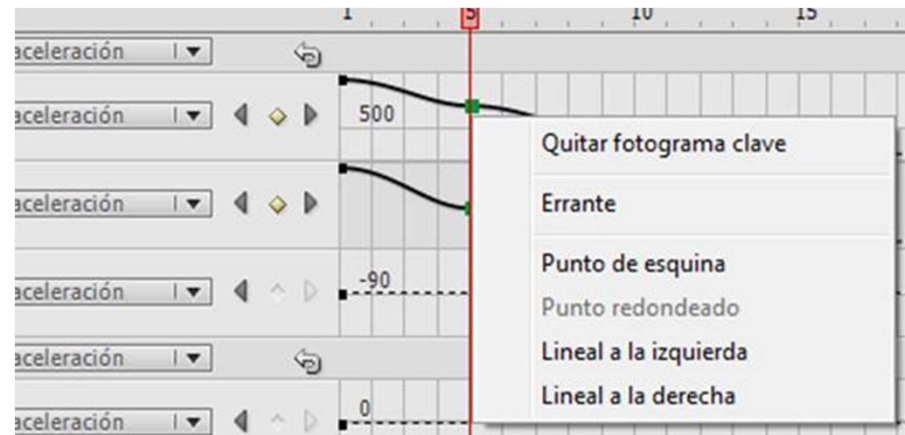 1 5 10 15
aceleración
aceleración
500
Quitar fotograma clave
aceleración
Errante
aceleración
-90
Punto de esquina
Punto redondeado
aceleración
Lineal a la izquierda
Lineal a la derecha
aceleración
0